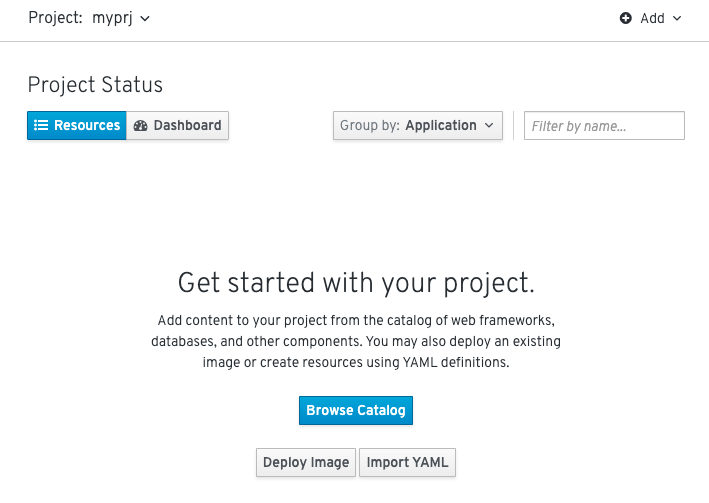 Project: myprj
Add
Project Status
Resources
Dashboard
Group by: Application
Filter by name...
Get started with your project.
Add content to your project from the catalog of web frameworks,
databases, and other components. You may also deploy an existing
image or create resources using YAML definitions.
Browse Catalog
Deploy Image
Import YAML